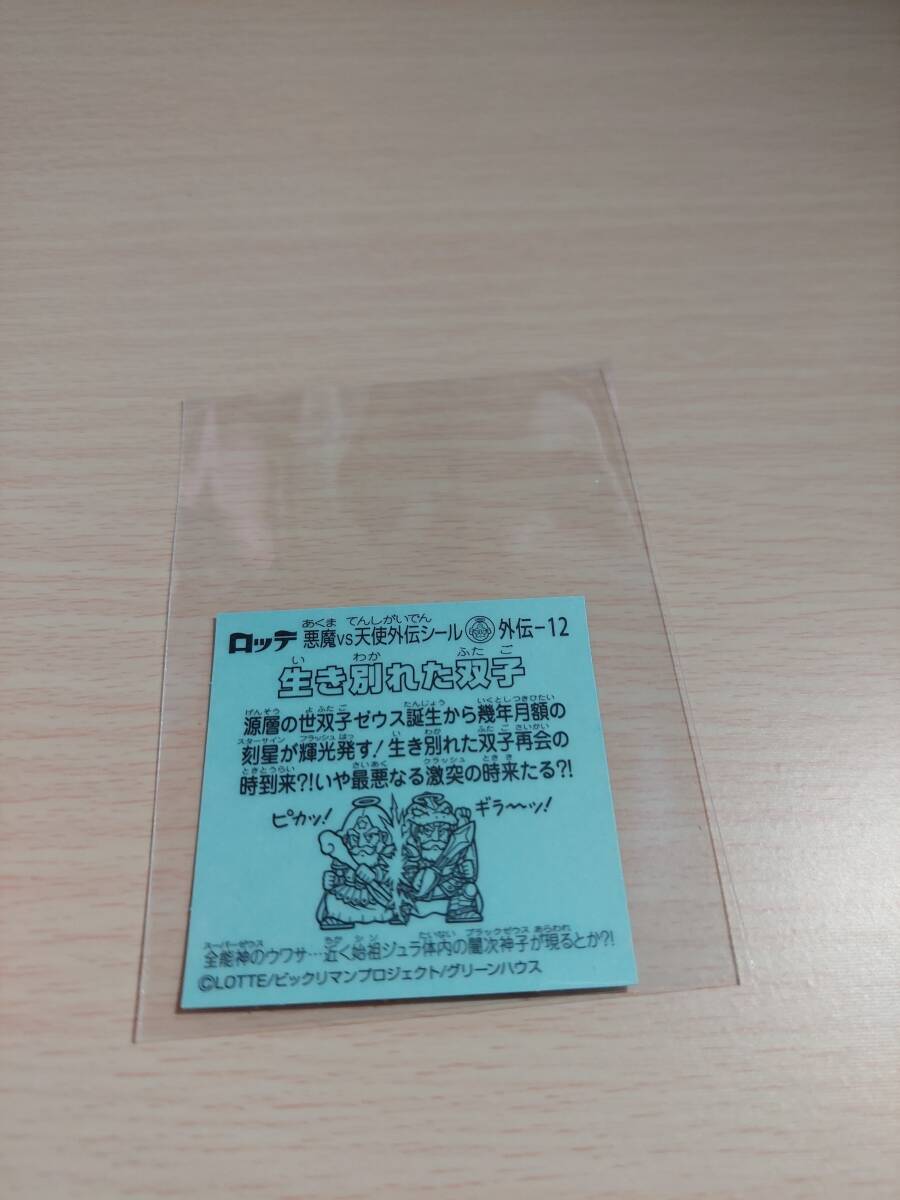 ロッテ 悪魔VS天使外伝シール 外伝-12
あくま てんしがいでん
生き別れた双子
い わか ふた ご
源層の世双子ゼウス誕生から幾年月額の
げんそう よ ふた ご たんじょう いくとしつきひたい
刻星が輝光発す!生き別れた双子再会の
スターサイン フラッシュ はっ い わか ふた ご さいかい
時到来?!いや最悪なる激突の時来たる?!
ときとうらい さいあく クラッシュ とき き
ピカッ! ギラ〜ッ!
全能神のウワサ…近く始祖ジュラ体内の闇次神子が現るとか?!
スーパーゼウス たいない ブラックゼウス あらわれ
©LOTTE/ビックリマンプロジェクト/グリーンハウス